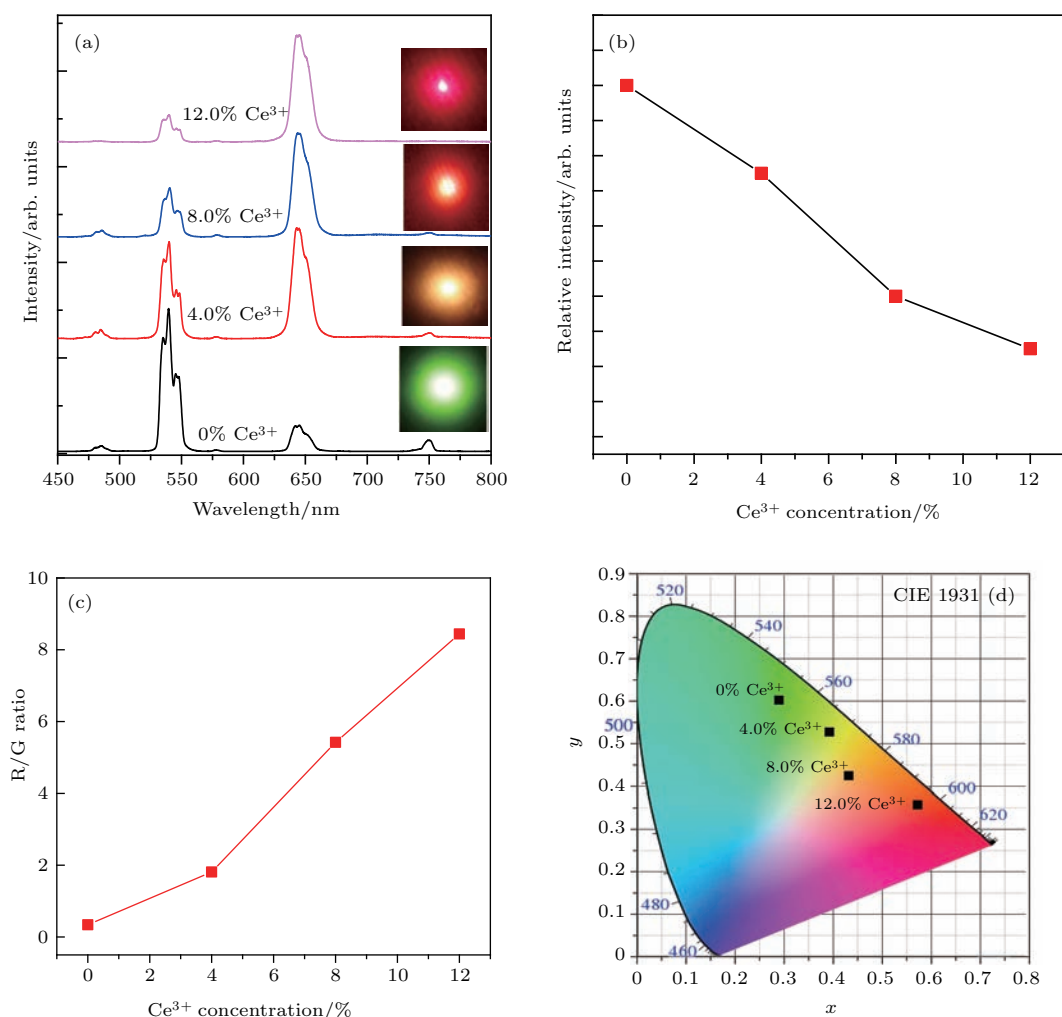 (a)
12.0% Ce³⁺
8.0% Ce³⁺
4.0% Ce³⁺
0% Ce³⁺
Intensity/arb. units
450 500 550 600 650 700 750 800
Wavelength/nm
(b)
Relative intensity/arb. units
0 2 4 6 8 10 12
Ce³⁺ concentration/%
(c)
10
8
6
4
2
0
R/G ratio
0 2 4 6 8 10 12
Ce³⁺ concentration/%
CIE 1931 (d)
0.9
0.8
0.7
0.6
0.5
0.4
0.3
0.2
0.1
0
y
520
540
560
500
580
600
620
480
460
0% Ce³⁺
4.0% Ce³⁺
8.0% Ce³⁺
12.0% Ce³⁺
0 0.1 0.2 0.3 0.4 0.5 0.6 0.7 0.8
x